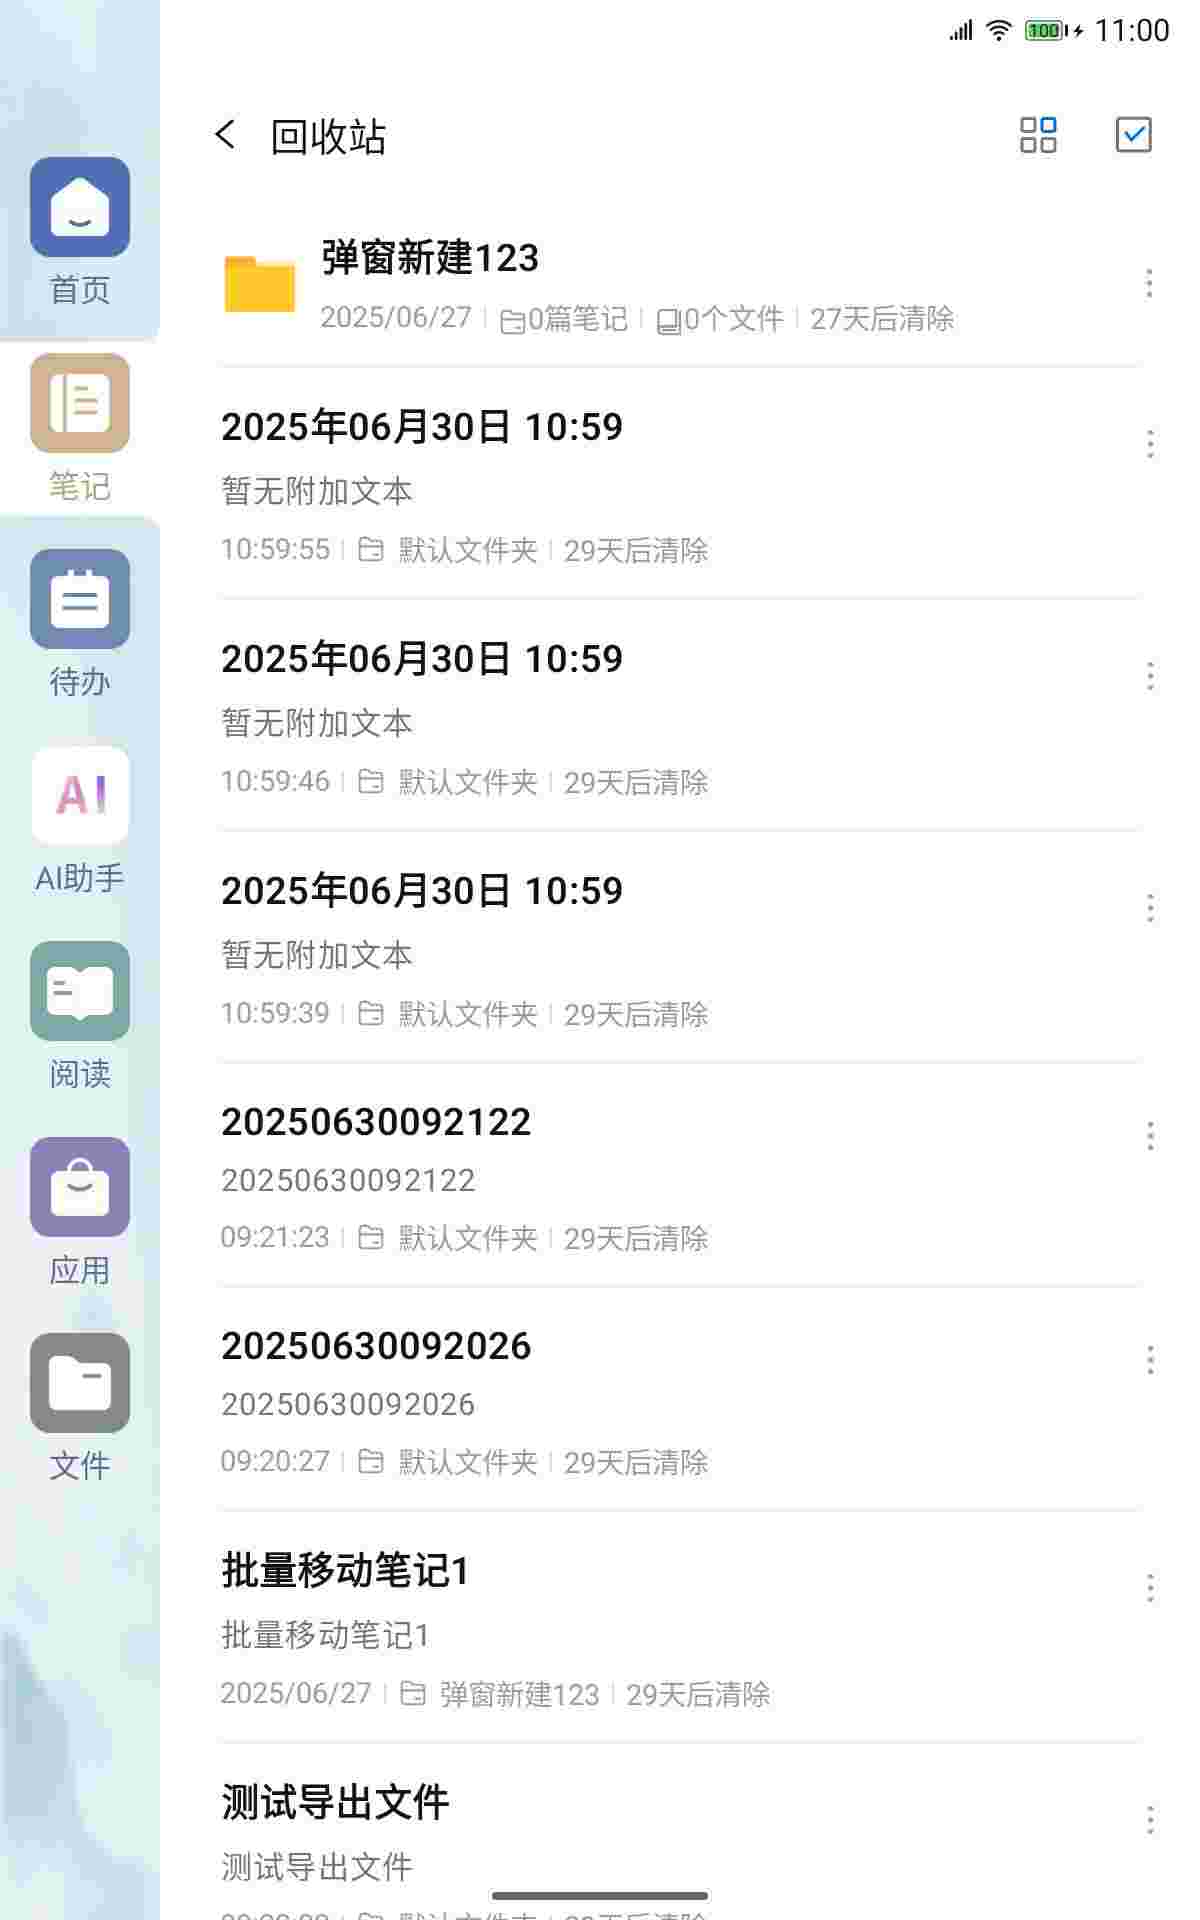 100 11:00
回收站
首页
笔记
待办
AI
AI助手
阅读
应用
文件
弹窗新建123
2025/06/27 0篇笔记 0个文件 27天后清除
2025年06月30日 10:59
暂无附加文本
10:59:55 默认文件夹 29天后清除
2025年06月30日 10:59
暂无附加文本
10:59:46 默认文件夹 29天后清除
2025年06月30日 10:59
暂无附加文本
10:59:39 默认文件夹 29天后清除
20250630092122
20250630092122
09:21:23 默认文件夹 29天后清除
20250630092026
20250630092026
09:20:27 默认文件夹 29天后清除
批量移动笔记1
批量移动笔记1
2025/06/27 弹窗新建123 29天后清除
测试导出文件
测试导出文件